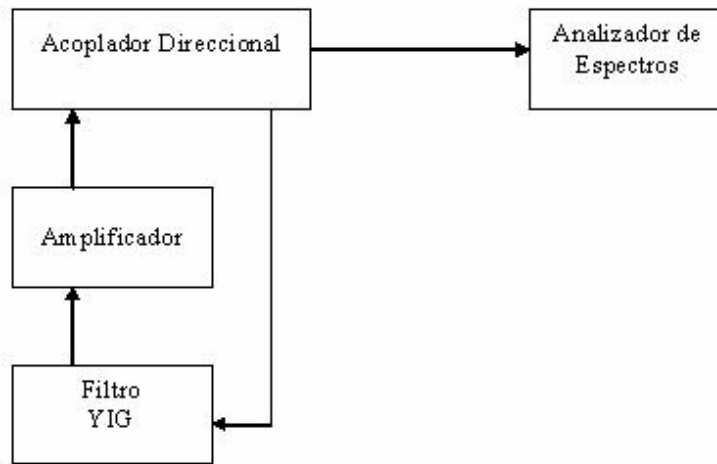 Acoplador Direccional
Analizador de
Espectros
Amplificador
Filtro
YIG